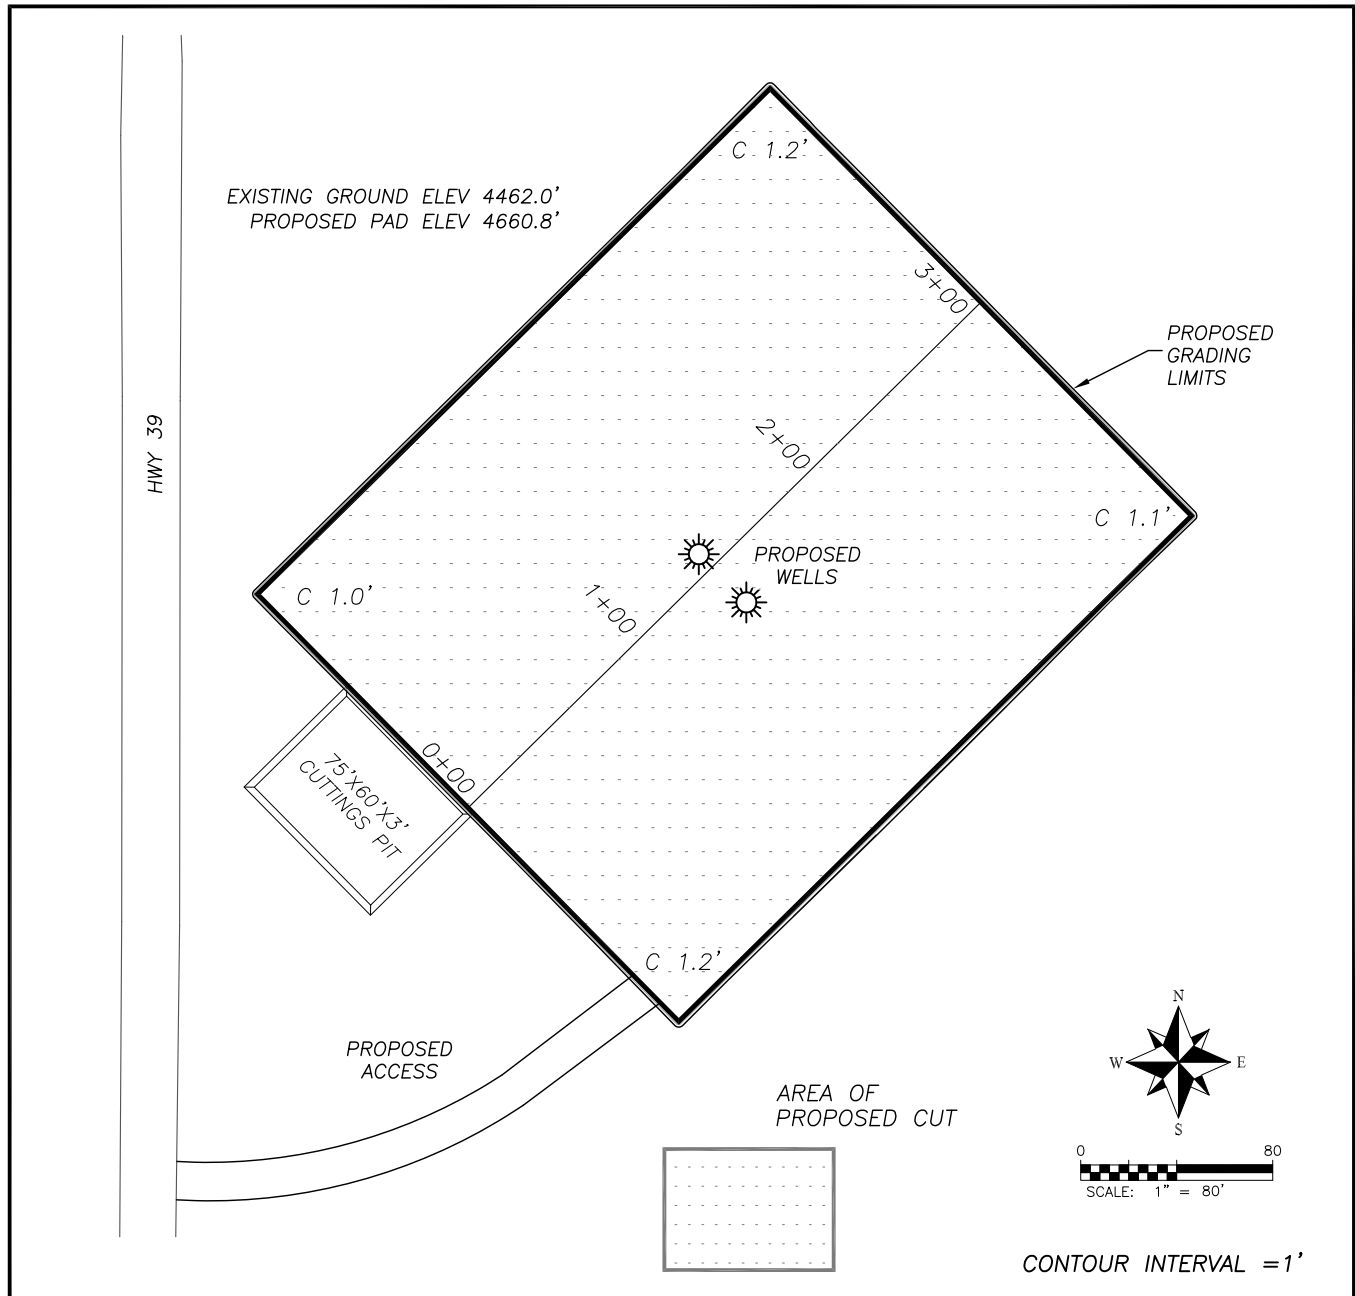 C 1.2'
EXISTING GROUND ELEV 4462.0'
PROPOSED PAD ELEV 4660.8'
3+00
PROPOSED
GRADING
LIMITS
HWY 39
2+00
C 1.1'
PROPOSED
WELLS
C 1.0'
1+00
0+00
75'X60'X3'
CUTTINGS PIT
C 1.2'
PROPOSED
ACCESS
AREA OF
PROPOSED CUT
N
W E
S
0 80
SCALE: 1" = 80'
CONTOUR INTERVAL =1'